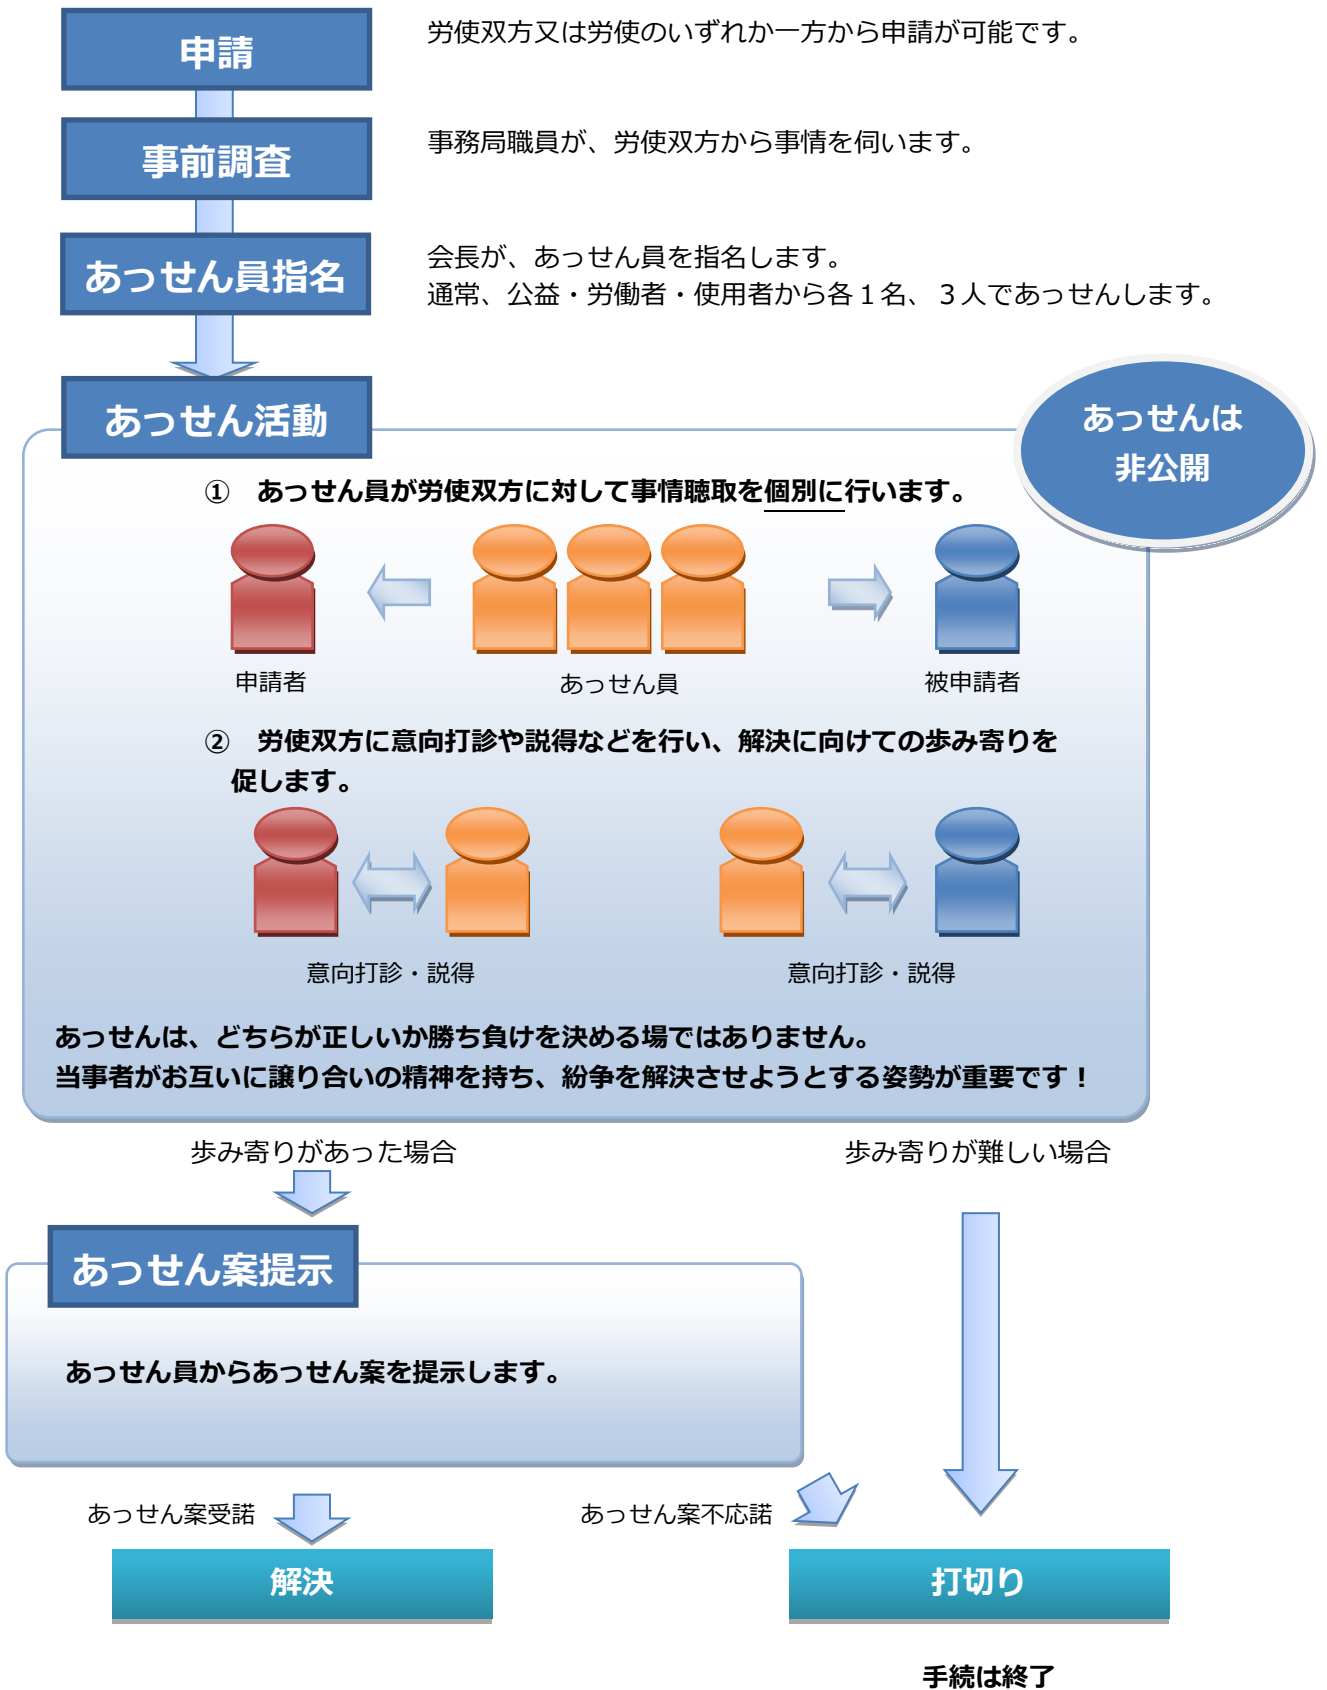 申請
労使双方又は労使のいずれか一方から申請が可能です。
事前調査
事務局職員が、労使双方から事情を伺います。
あっせん員指名
会長が、あっせん員を指名します。
通常、公益・労働者・使用者から各１名、３人であっせんします。
あっせん活動
あっせんは
非公開
①　あっせん員が労使双方に対して事情聴取を個別に行います。
申請者
あっせん員
被申請者
②　労使双方に意向打診や説得などを行い、解決に向けての歩み寄りを
促します。
意向打診・説得
意向打診・説得
あっせんは、どちらが正しいか勝ち負けを決める場ではありません。
当事者がお互いに譲り合いの精神を持ち、紛争を解決させようとする姿勢が重要です！
歩み寄りがあった場合
歩み寄りが難しい場合
あっせん案提示
あっせん員からあっせん案を提示します。
あっせん案受諾
あっせん案不応諾
解決
打切り
手続は終了